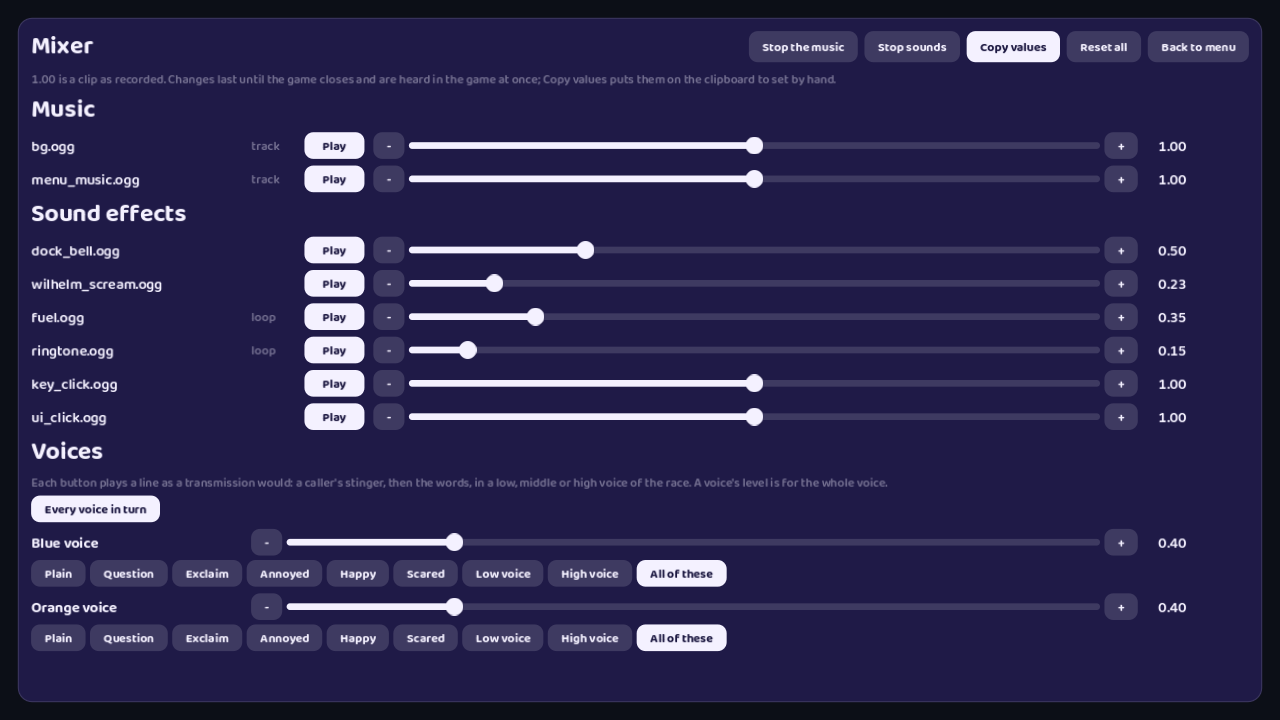 Mixer
Stop the music
Stop sounds
Copy values
Reset all
Back to menu
1.00 is a clip as recorded. Changes last until the game closes and are heard in the game at once; Copy values puts them on the clipboard to set by hand.
Music
bg.ogg track Play - + 1.00
menu_music.ogg track Play - + 1.00
Sound effects
dock_bell.ogg Play - + 0.50
wilhelm_scream.ogg Play - + 0.23
fuel.ogg loop Play - + 0.35
ringtone.ogg loop Play - + 0.15
key_click.ogg Play - + 1.00
ui_click.ogg Play - + 1.00
Voices
Each button plays a line as a transmission would: a caller's stinger, then the words, in a low, middle or high voice of the race. A voice's level is for the whole voice.
Every voice in turn
Blue voice - + 0.40
Plain Question Exclaim Annoyed Happy Scared Low voice High voice All of these
Orange voice - + 0.40
Plain Question Exclaim Annoyed Happy Scared Low voice High voice All of these